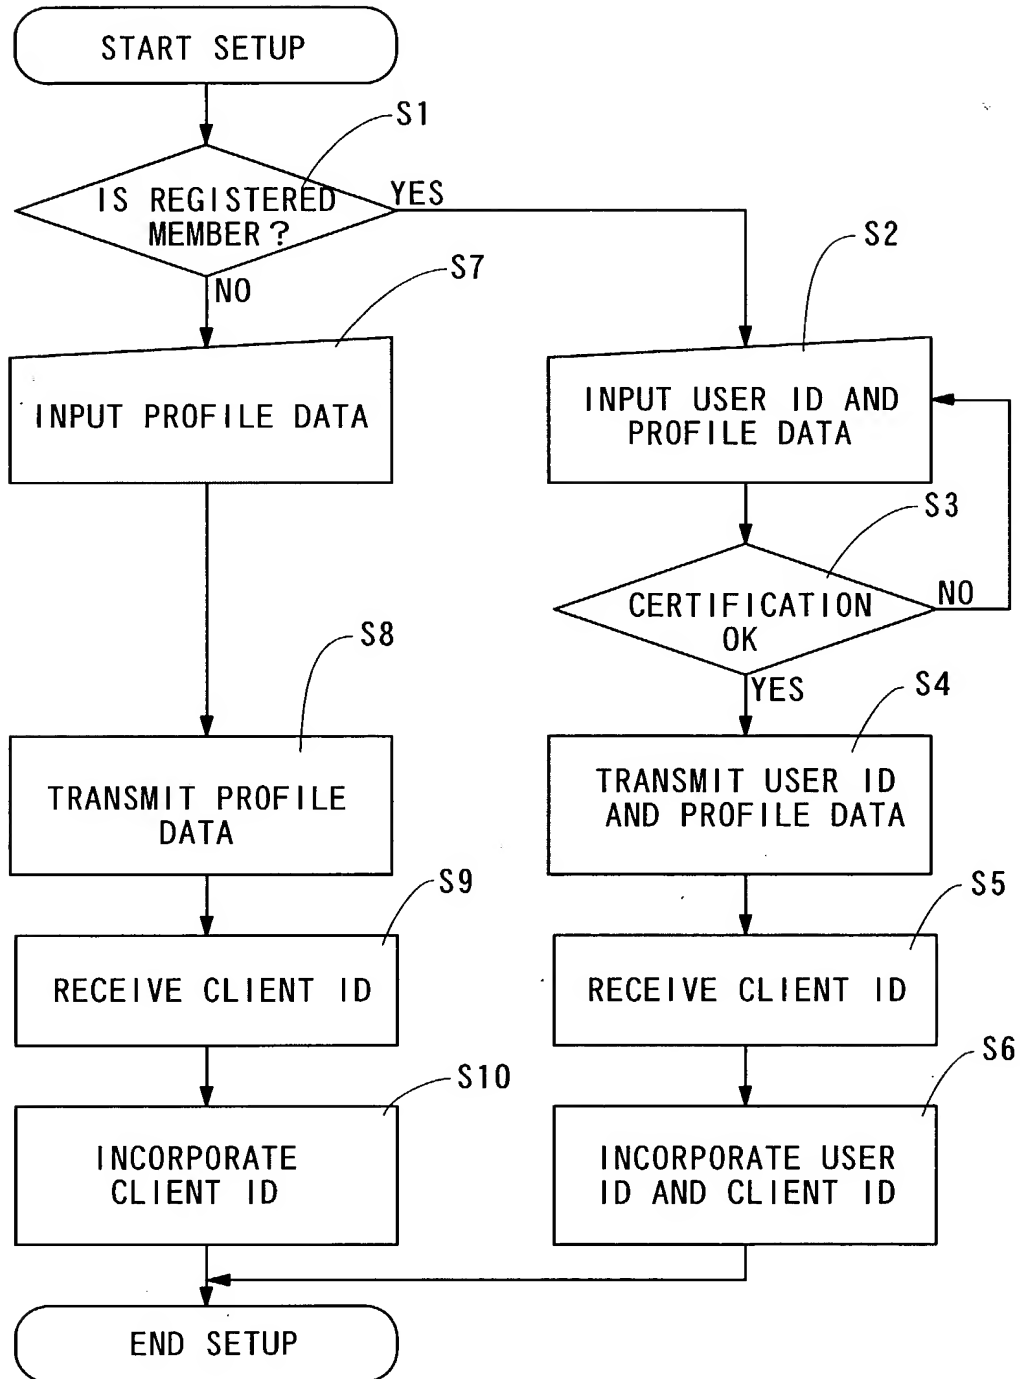 START SETUP
S1
IS REGISTERED
MEMBER?
YES
NO
S7
INPUT PROFILE DATA
S2
INPUT USER ID AND
PROFILE DATA
S3
CERTIFICATION
OK
NO
YES
S8
TRANSMIT PROFILE
DATA
S4
TRANSMIT USER ID
AND PROFILE DATA
S9
RECEIVE CLIENT ID
S5
RECEIVE CLIENT ID
S10
INCORPORATE
CLIENT ID
S6
INCORPORATE USER
ID AND CLIENT ID
END SETUP